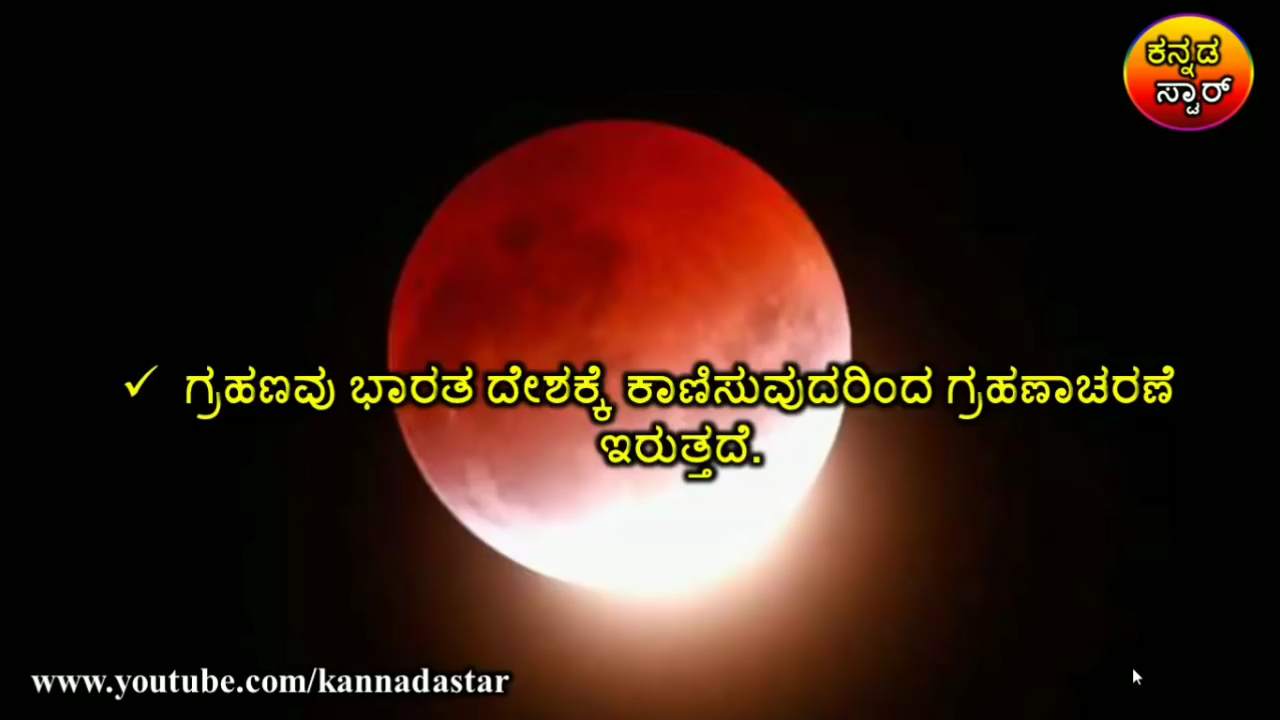 ಕನ್ನಡ
ಸ್ಟಾರ್
✓ ಗ್ರಹಣವು ಭಾರತ ದೇಶಕ್ಕೆ ಕಾಣಿಸುವುದರಿಂದ ಗ್ರಹಣಾಚರಣೆ
ಇರುತ್ತದೆ.
www.youtube.com/kannadastar